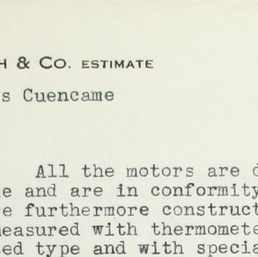 H & Co. ESTIMATE
s Cuencame
All the motors are d
e and are in conformity
e furthermore construct
measured with thermomete
sed type and with specia